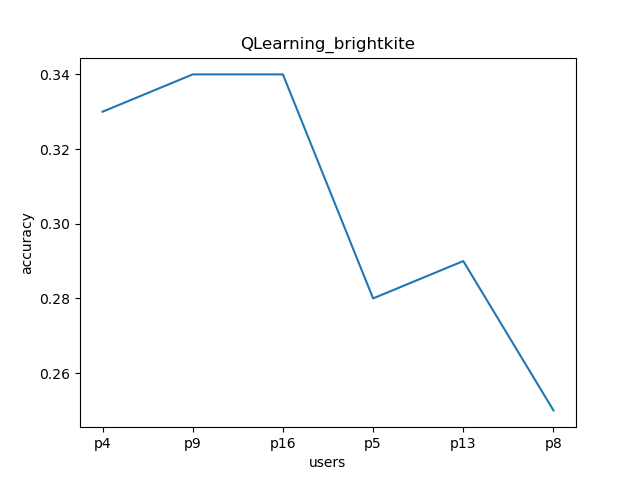 QLearning_brightkite
0.34
0.32
0.30
0.28
0.26
accuracy
p4 p9 p16 p5 p13 p8
users